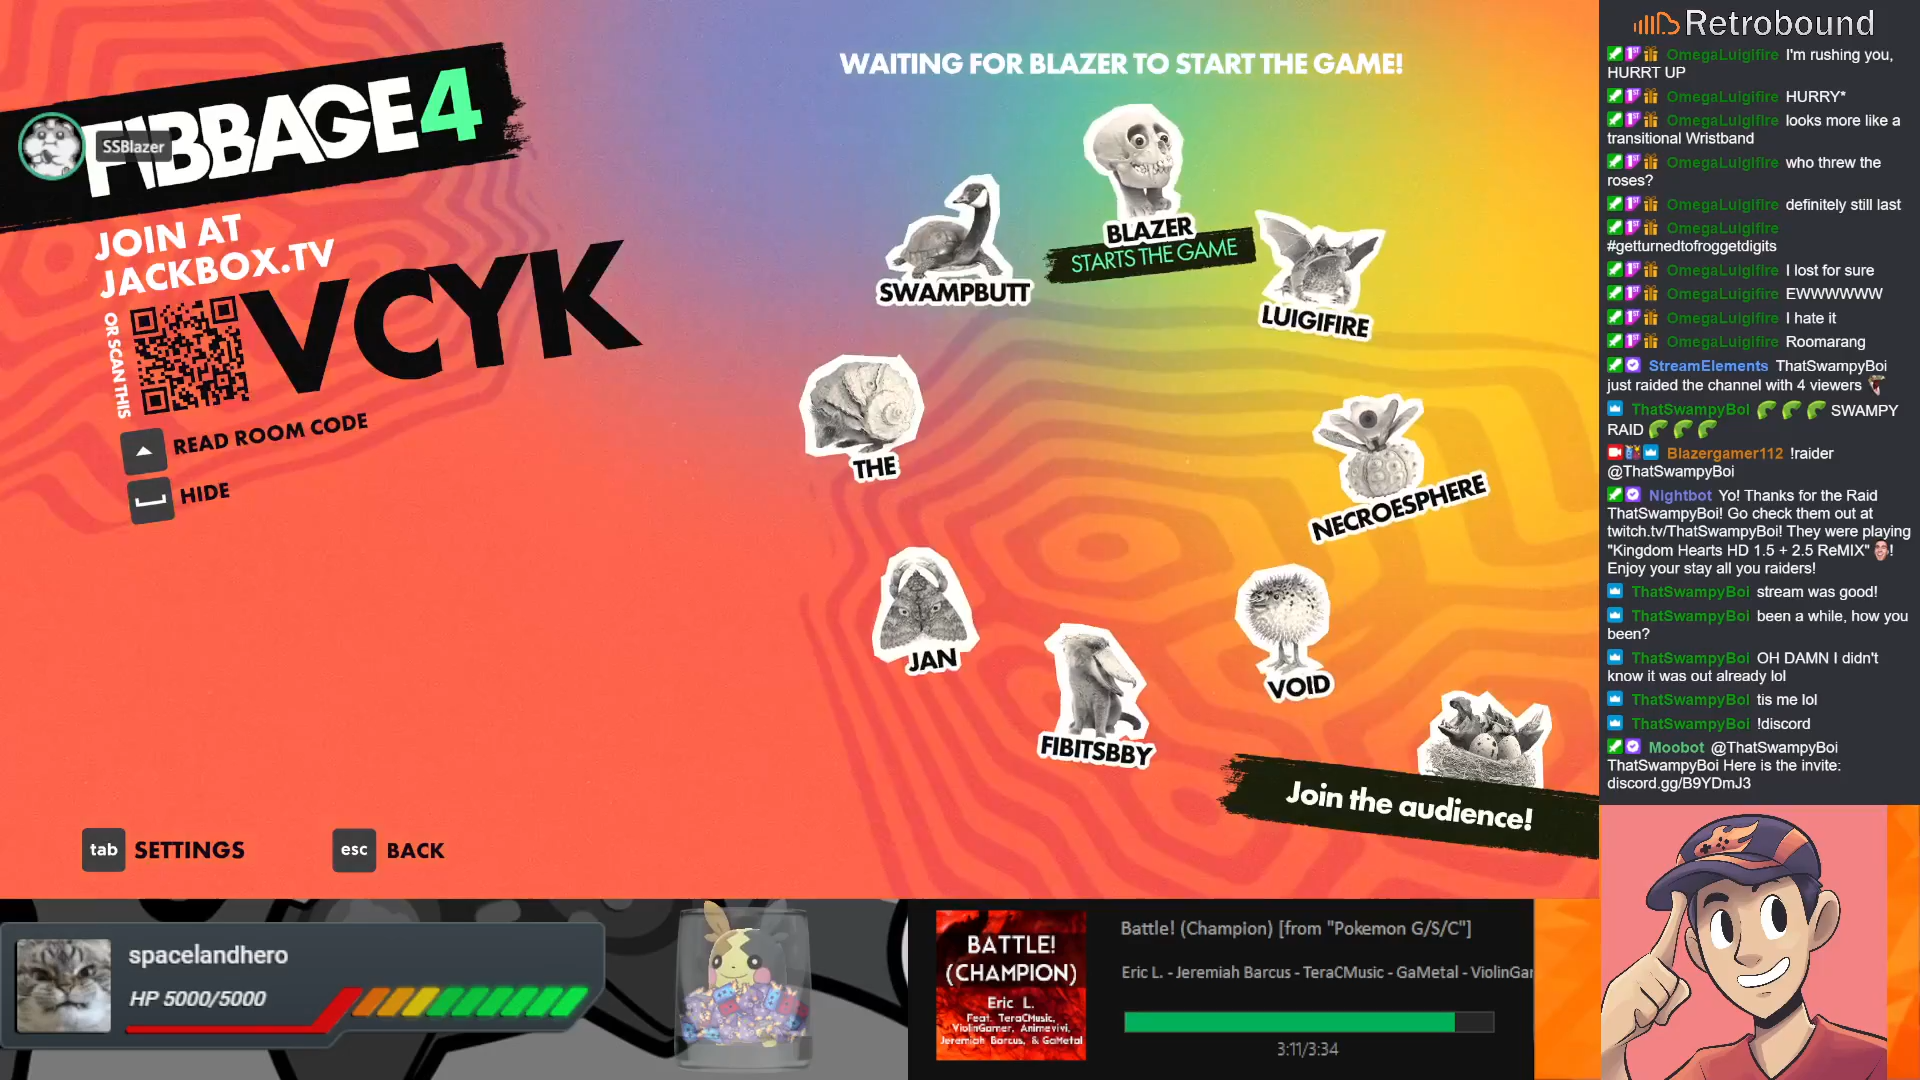 FIBBAGE 4
SSBlazer
JOIN AT
JACKBOX.TV
OR SCAN THIS
VCYK
READ ROOM CODE
HIDE
tab SETTINGS
esc BACK
WAITING FOR BLAZER TO START THE GAME!
BLAZER
STARTS THE GAME
SWAMPBUTT
LUIGIFIRE
THE
NECROESPHERE
JAN
VOID
FIBITSBBY
Join the audience!
Retrobound
OmegaLuigifire I'm rushing you,
HURRT UP
OmegaLuigifire HURRY*
OmegaLuigifire looks more like a
transitional Wristband
OmegaLuigifire who threw the
roses?
OmegaLuigifire definitely still last
OmegaLuigifire
#getturnedtofroggetdigits
OmegaLuigifire I lost for sure
OmegaLuigifire EWWWWWW
OmegaLuigifire I hate it
OmegaLuigifire Roomarang
StreamElements ThatSwampyBoi
just raided the channel with 4 viewers
ThatSwampyBoi SWAMPY
RAID
Blazergamer112 !raider
@ThatSwampyBoi
Nightbot Yo! Thanks for the Raid
ThatSwampyBoi! Go check them out at
twitch.tv/ThatSwampyBoi! They were playing
"Kingdom Hearts HD 1.5 + 2.5 ReMIX" !
Enjoy your stay all you raiders!
ThatSwampyBoi stream was good!
ThatSwampyBoi been a while, how you
been?
ThatSwampyBoi OH DAMN I didn't
know it was out already lol
ThatSwampyBoi tis me lol
ThatSwampyBoi !discord
Moobot @ThatSwampyBoi
ThatSwampyBoi Here is the invite:
discord.gg/B9YDmJ3
spacelandhero
HP 5000/5000
BATTLE!
(CHAMPION)
Eric L.
Feat. TeraCMusic,
ViolinGamer, Animevivi,
Jeremiah Barcus, & GaMetal
Battle! (Champion) [from "Pokemon G/S/C"]
Eric L. - Jeremiah Barcus - TeraCMusic - GaMetal - ViolinGar
3:11/3:34